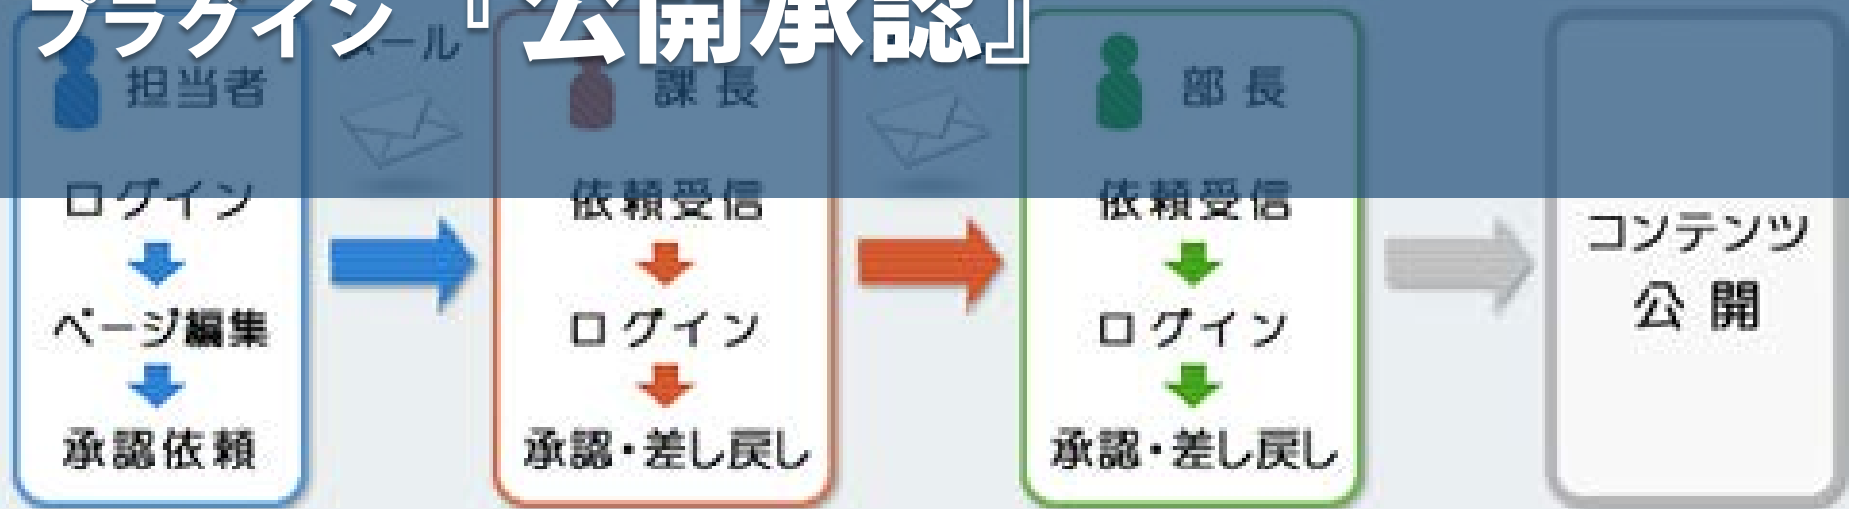 プラグイン『公開承認』
担当者
メール
課長
部長
ログイン
ページ編集
承認依頼
依頼受信
ログイン
承認・差し戻し
依頼受信
ログイン
承認・差し戻し
コンテンツ
公開